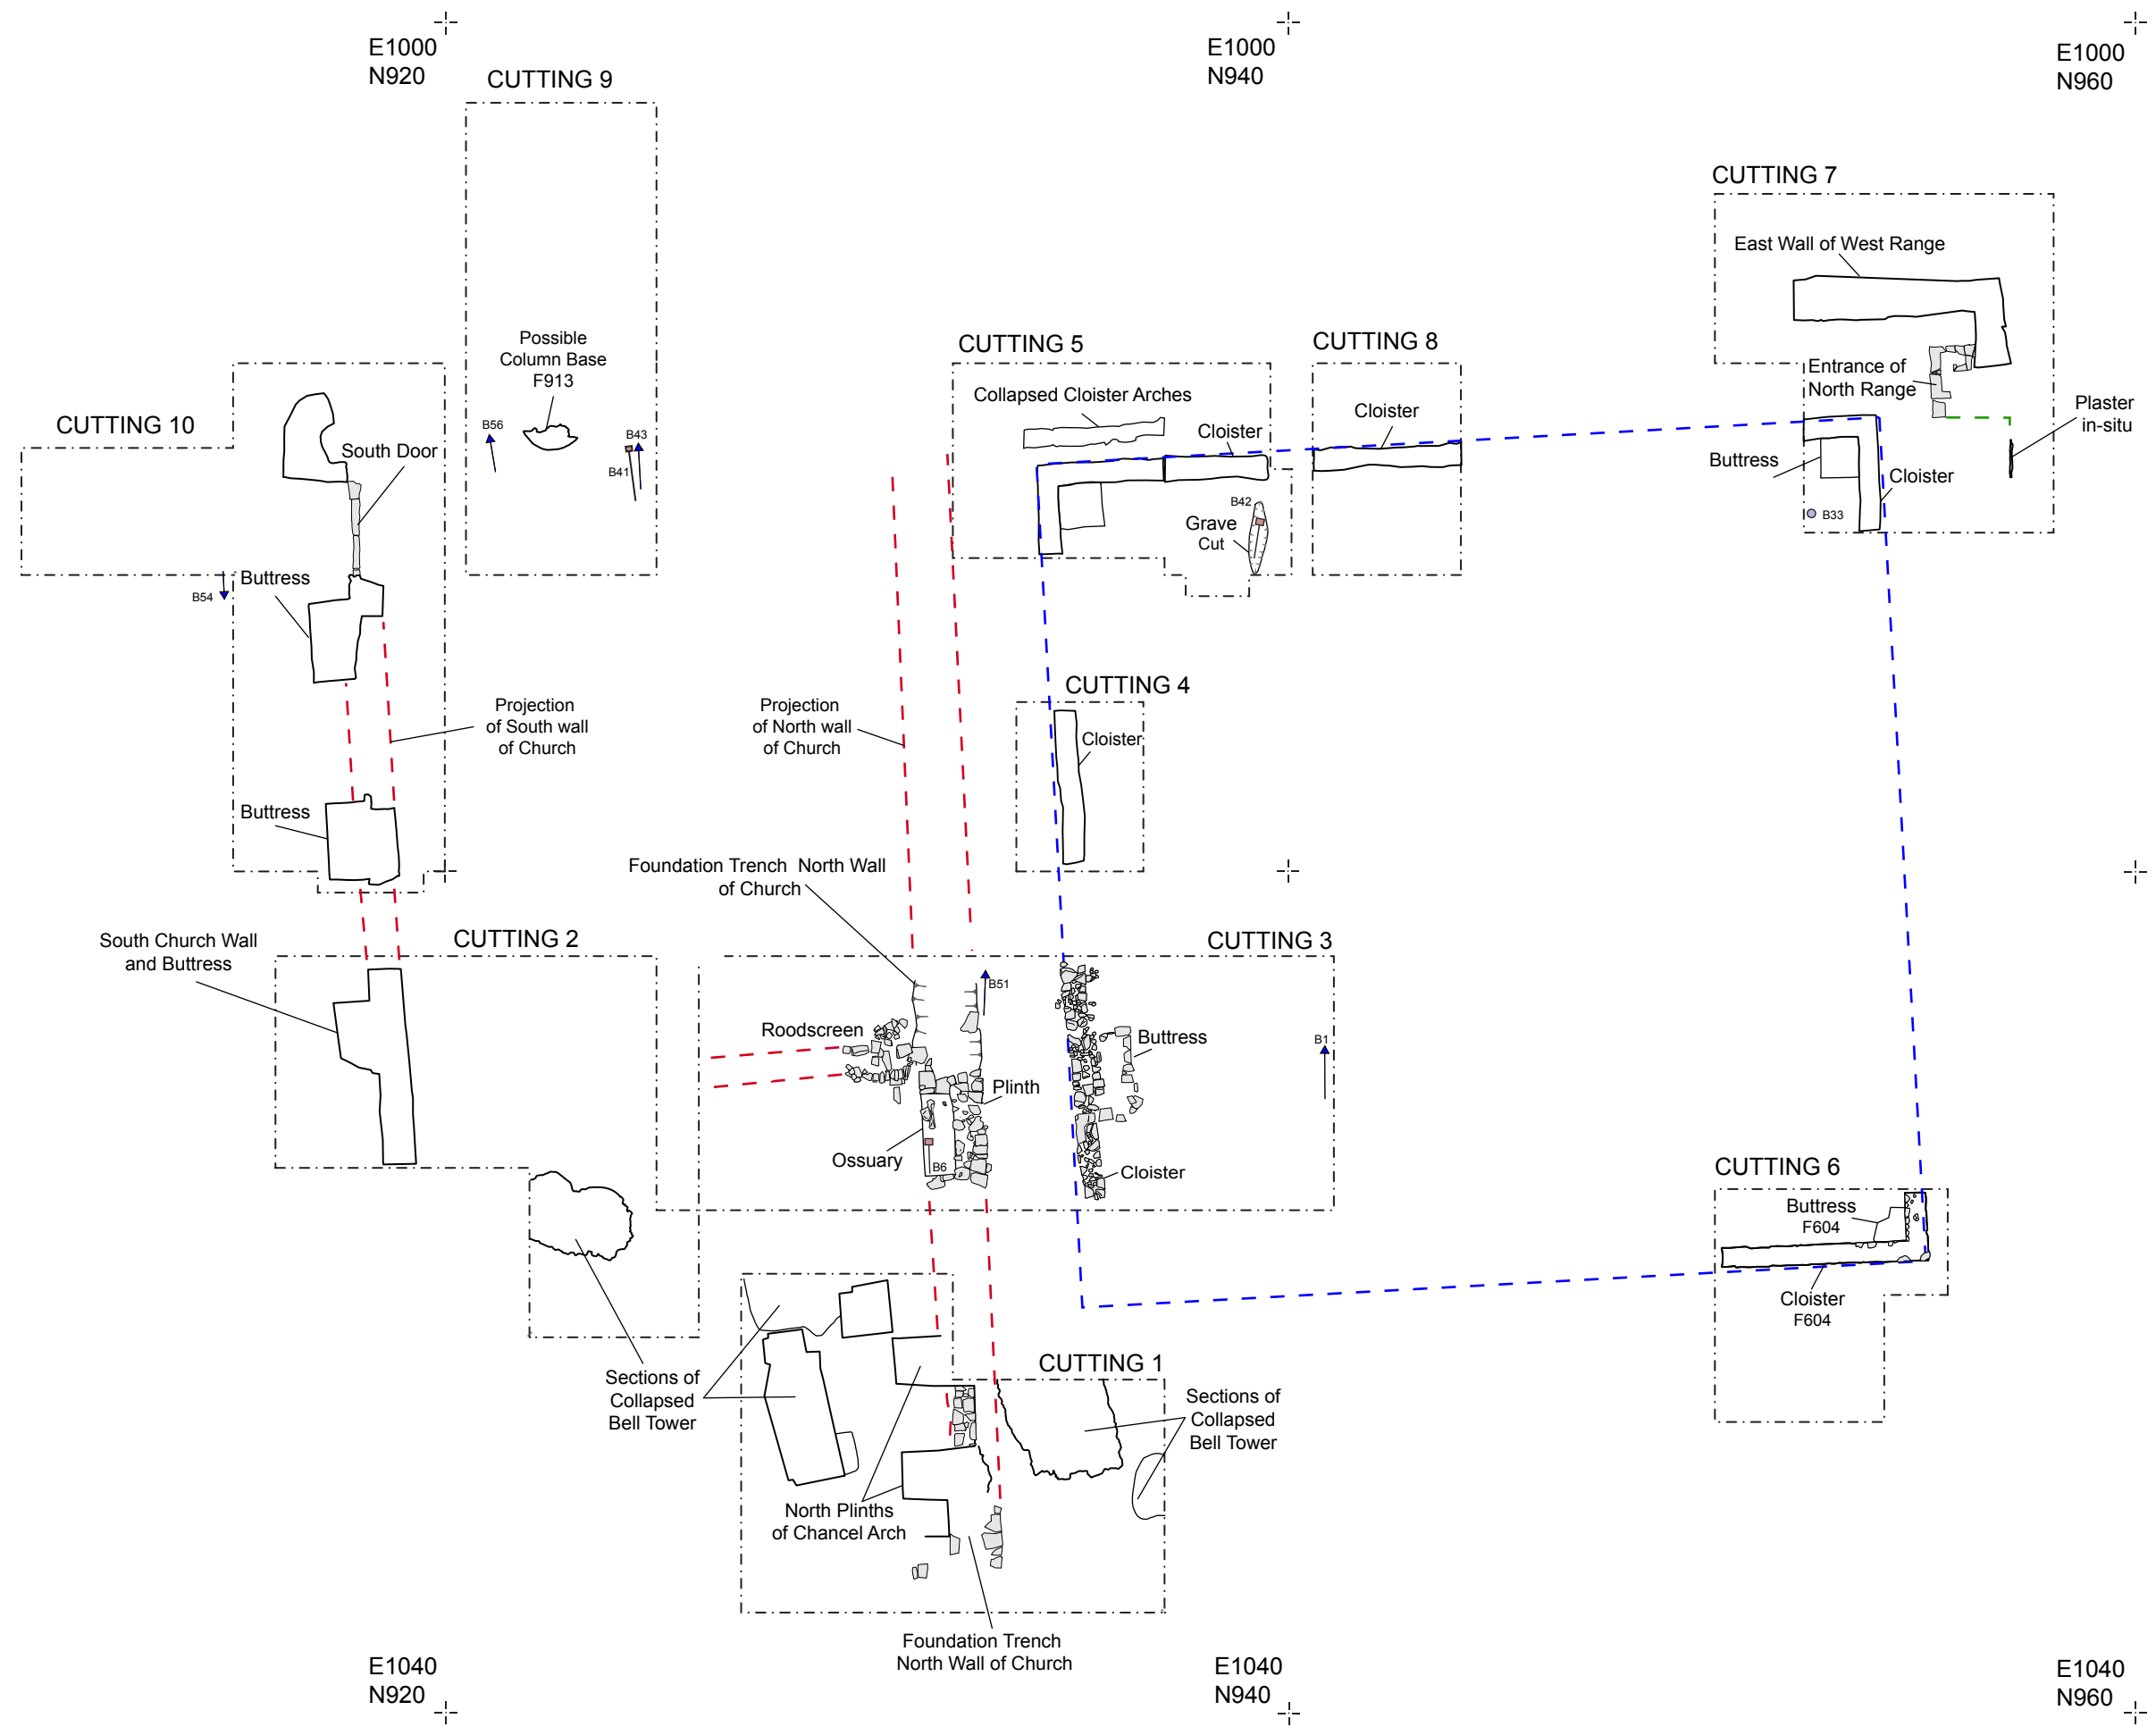 E1000
N920
E1000
N940
E1000
N960
CUTTING 9
CUTTING 7
East Wall of West Range
Possible
Column Base
F913
CUTTING 5
CUTTING 8
Entrance of
North Range
Collapsed Cloister Arches
Cloister
Plaster
in-situ
CUTTING 10
B56
B43
B41
South Door
Cloister
Buttress
Cloister
B42
Grave
Cut
B33
Buttress
B54
CUTTING 4
Projection
of South wall
of Church
Projection
of North wall
of Church
Cloister
Buttress
Foundation Trench North Wall
of Church
South Church Wall
and Buttress
CUTTING 2
CUTTING 3
B51
Roodscreen
Buttress
B1
Plinth
Ossuary
B6
Cloister
CUTTING 6
Buttress
F604
Cloister
F604
CUTTING 1
Sections of
Collapsed
Bell Tower
Sections of
Collapsed
Bell Tower
North Plinths
of Chancel Arch
Foundation Trench
North Wall of Church
E1040
N920
E1040
N940
E1040
N960